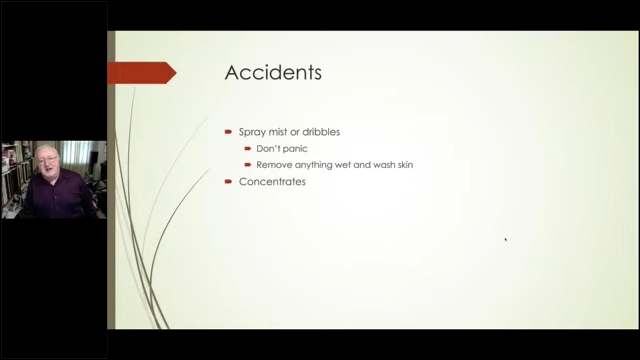 Accidents
Spray mist or dribbles
Don't panic
Remove anything wet and wash skin
Concentrates